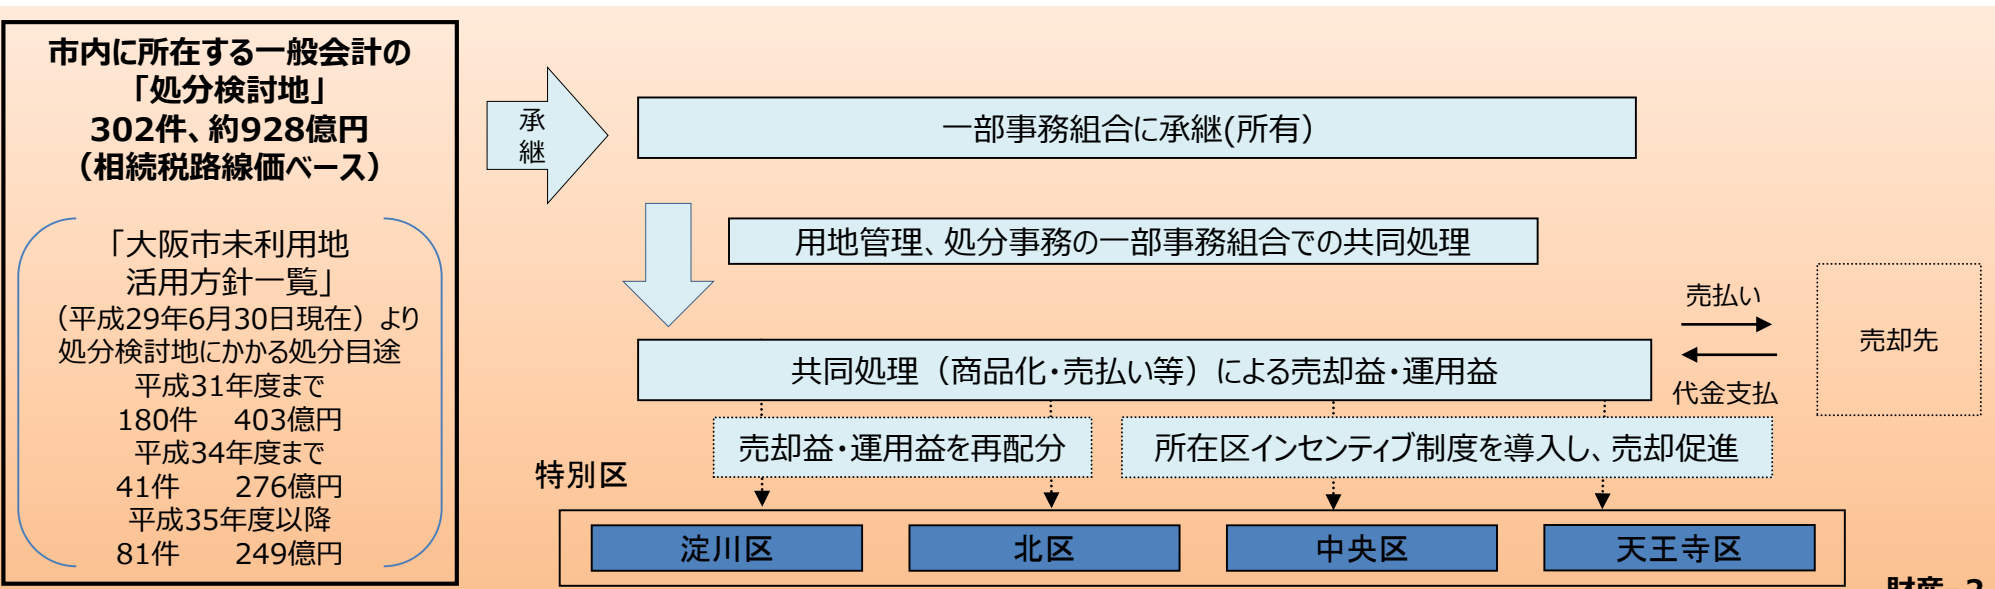 市内に所在する一般会計の
「処分検討地」
302件、約928億円
（相続税路線価ベース）
「大阪市未利用地
活用方針一覧」
（平成29年6月30日現在）より
処分検討地にかかる処分目途
平成31年度まで
180件　403億円
平成34年度まで
41件　276億円
平成35年度以降
81件　249億円
承
継
一部事務組合に承継(所有）
用地管理、処分事務の一部事務組合での共同処理
共同処理（商品化・売払い等）による売却益・運用益
売払い
代金支払
売却先
売却益・運用益を再配分
所在区インセンティブ制度を導入し、売却促進
特別区
淀川区
北区
中央区
天王寺区
財産-2